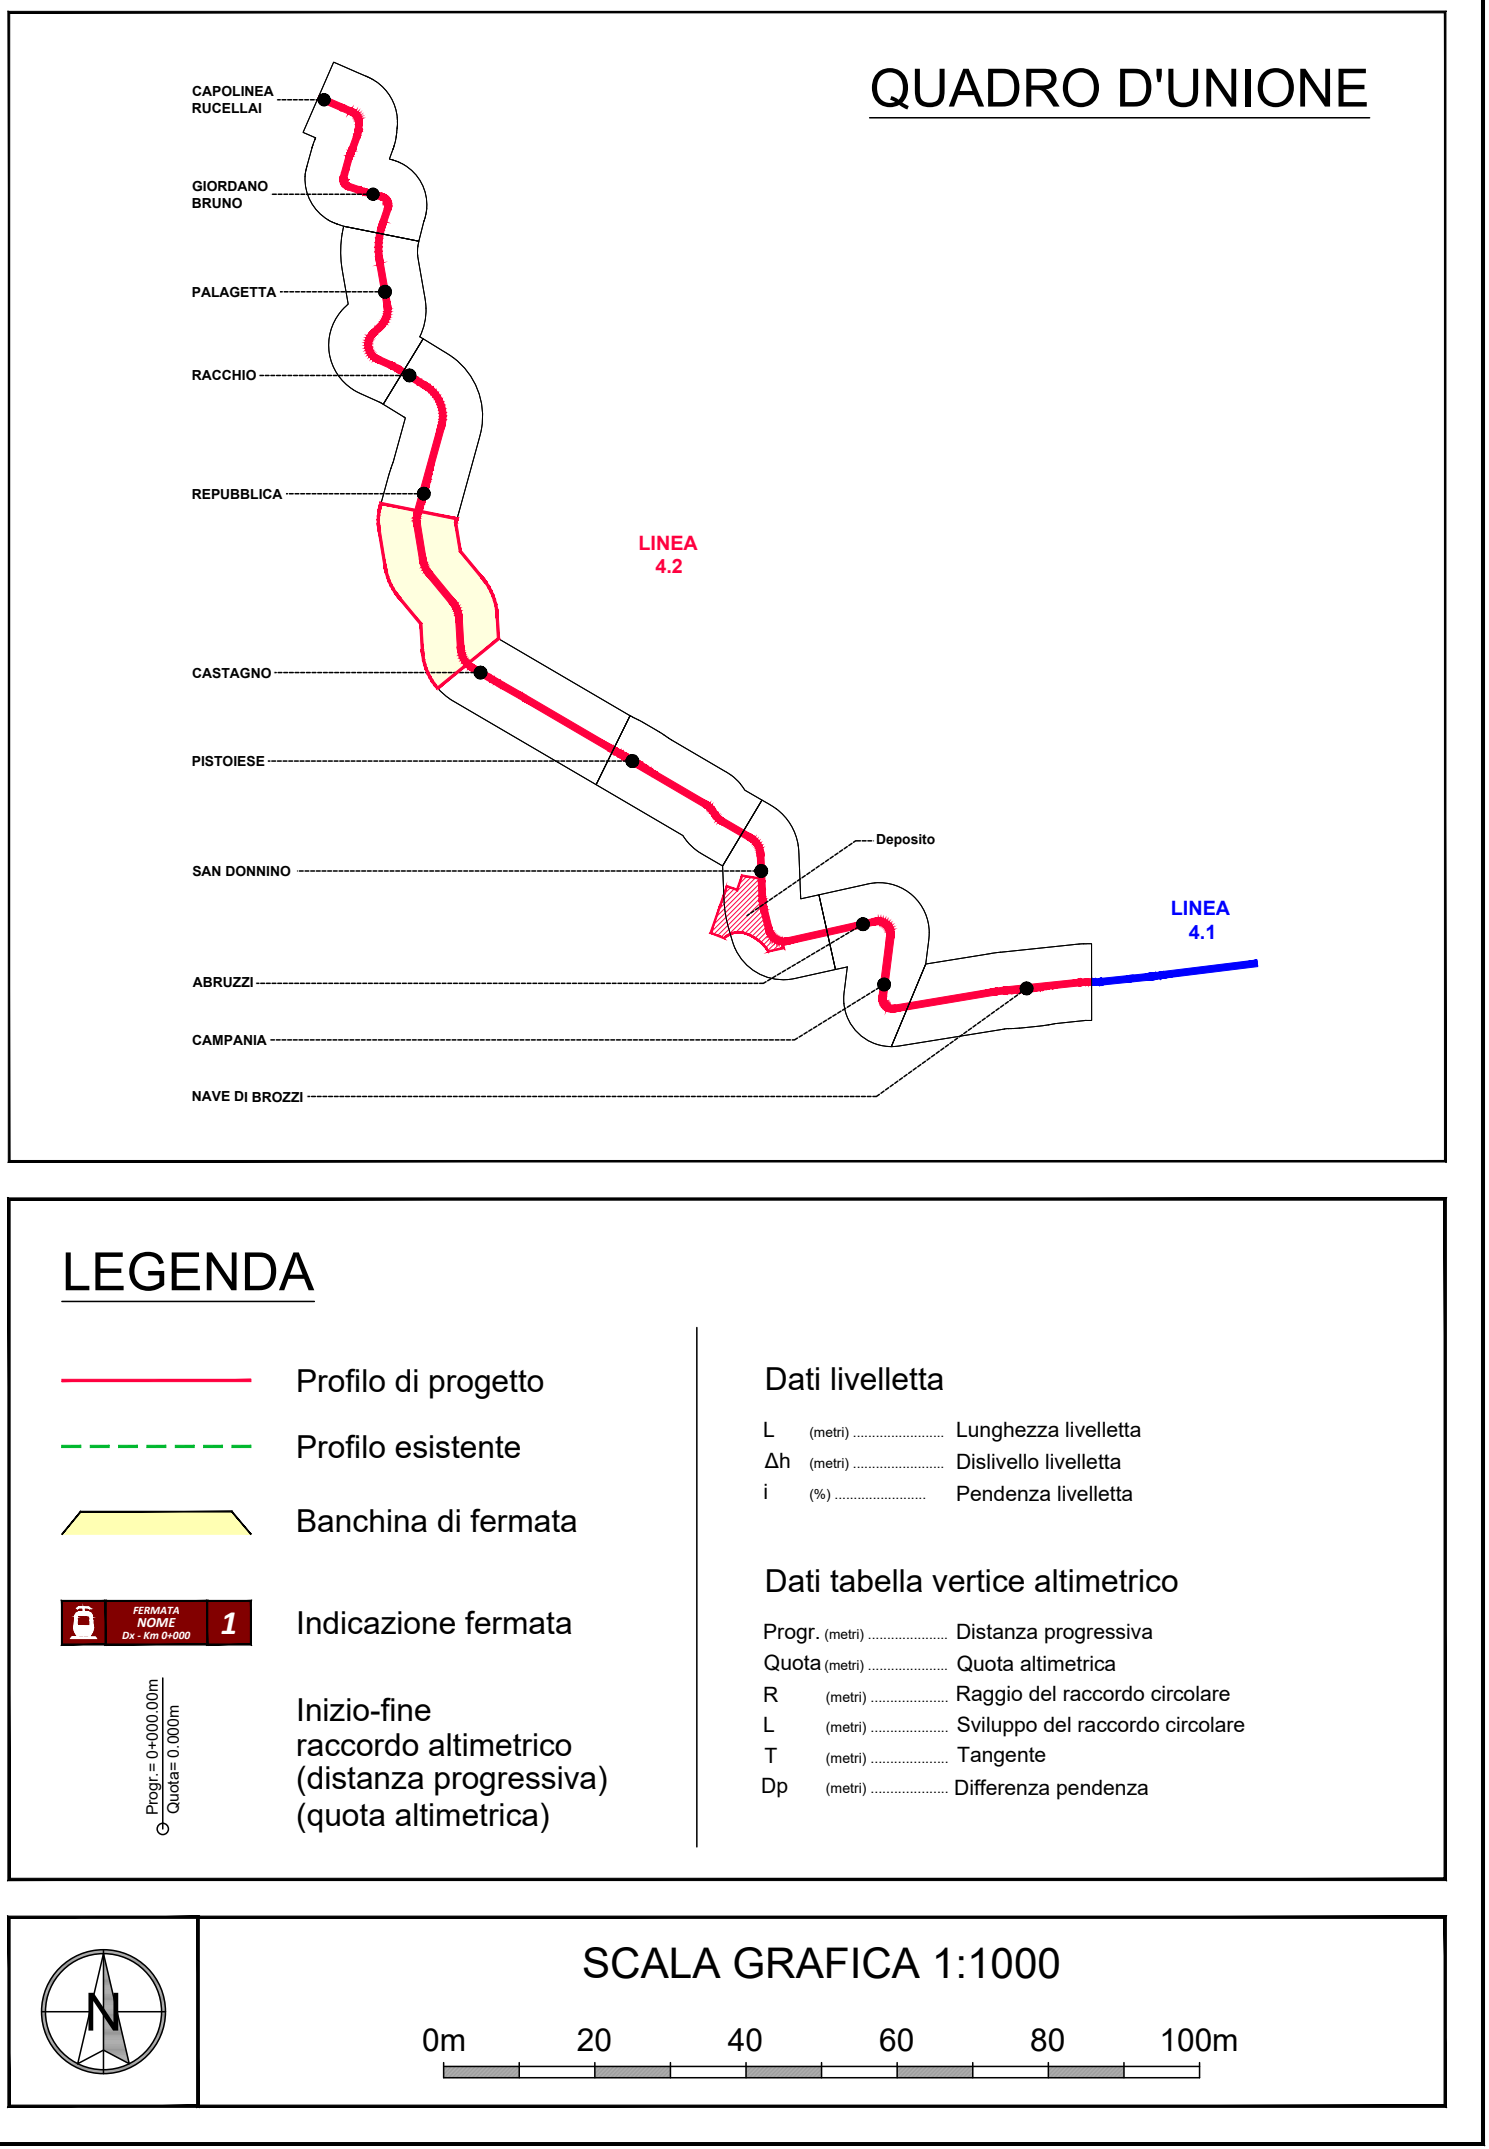 QUADRO D'UNIONE
CAPOLINEA
RUCELLAI
GIORDANO
BRUNO
PALAGETTA
RACCHIO
REPUBBLICA
LINEA
4.2
CASTAGNO
PISTOIESE
Deposito
SAN DONNINO
LINEA
4.1
ABRUZZI
CAMPANIA
NAVE DI BROZZI
LEGENDA
Profilo di progetto
Profilo esistente
Banchina di fermata
FERMATA
NOME
Dx - Km 0+000
1
Indicazione fermata
Progr.= 0+000.00m
Quota= 0.000m
Inizio-fine
raccordo altimetrico
(distanza progressiva)
(quota altimetrica)
Dati livelletta
L (metri) ........................ Lunghezza livelletta
Δh (metri) ........................ Dislivello livelletta
i (%) ........................ Pendenza livelletta
Dati tabella vertice altimetrico
Progr. (metri) ..................... Distanza progressiva
Quota (metri) ..................... Quota altimetrica
R (metri) ..................... Raggio del raccordo circolare
L (metri) ..................... Sviluppo del raccordo circolare
T (metri) ..................... Tangente
Dp (metri) ..................... Differenza pendenza
N
SCALA GRAFICA 1:1000
0m 20 40 60 80 100m